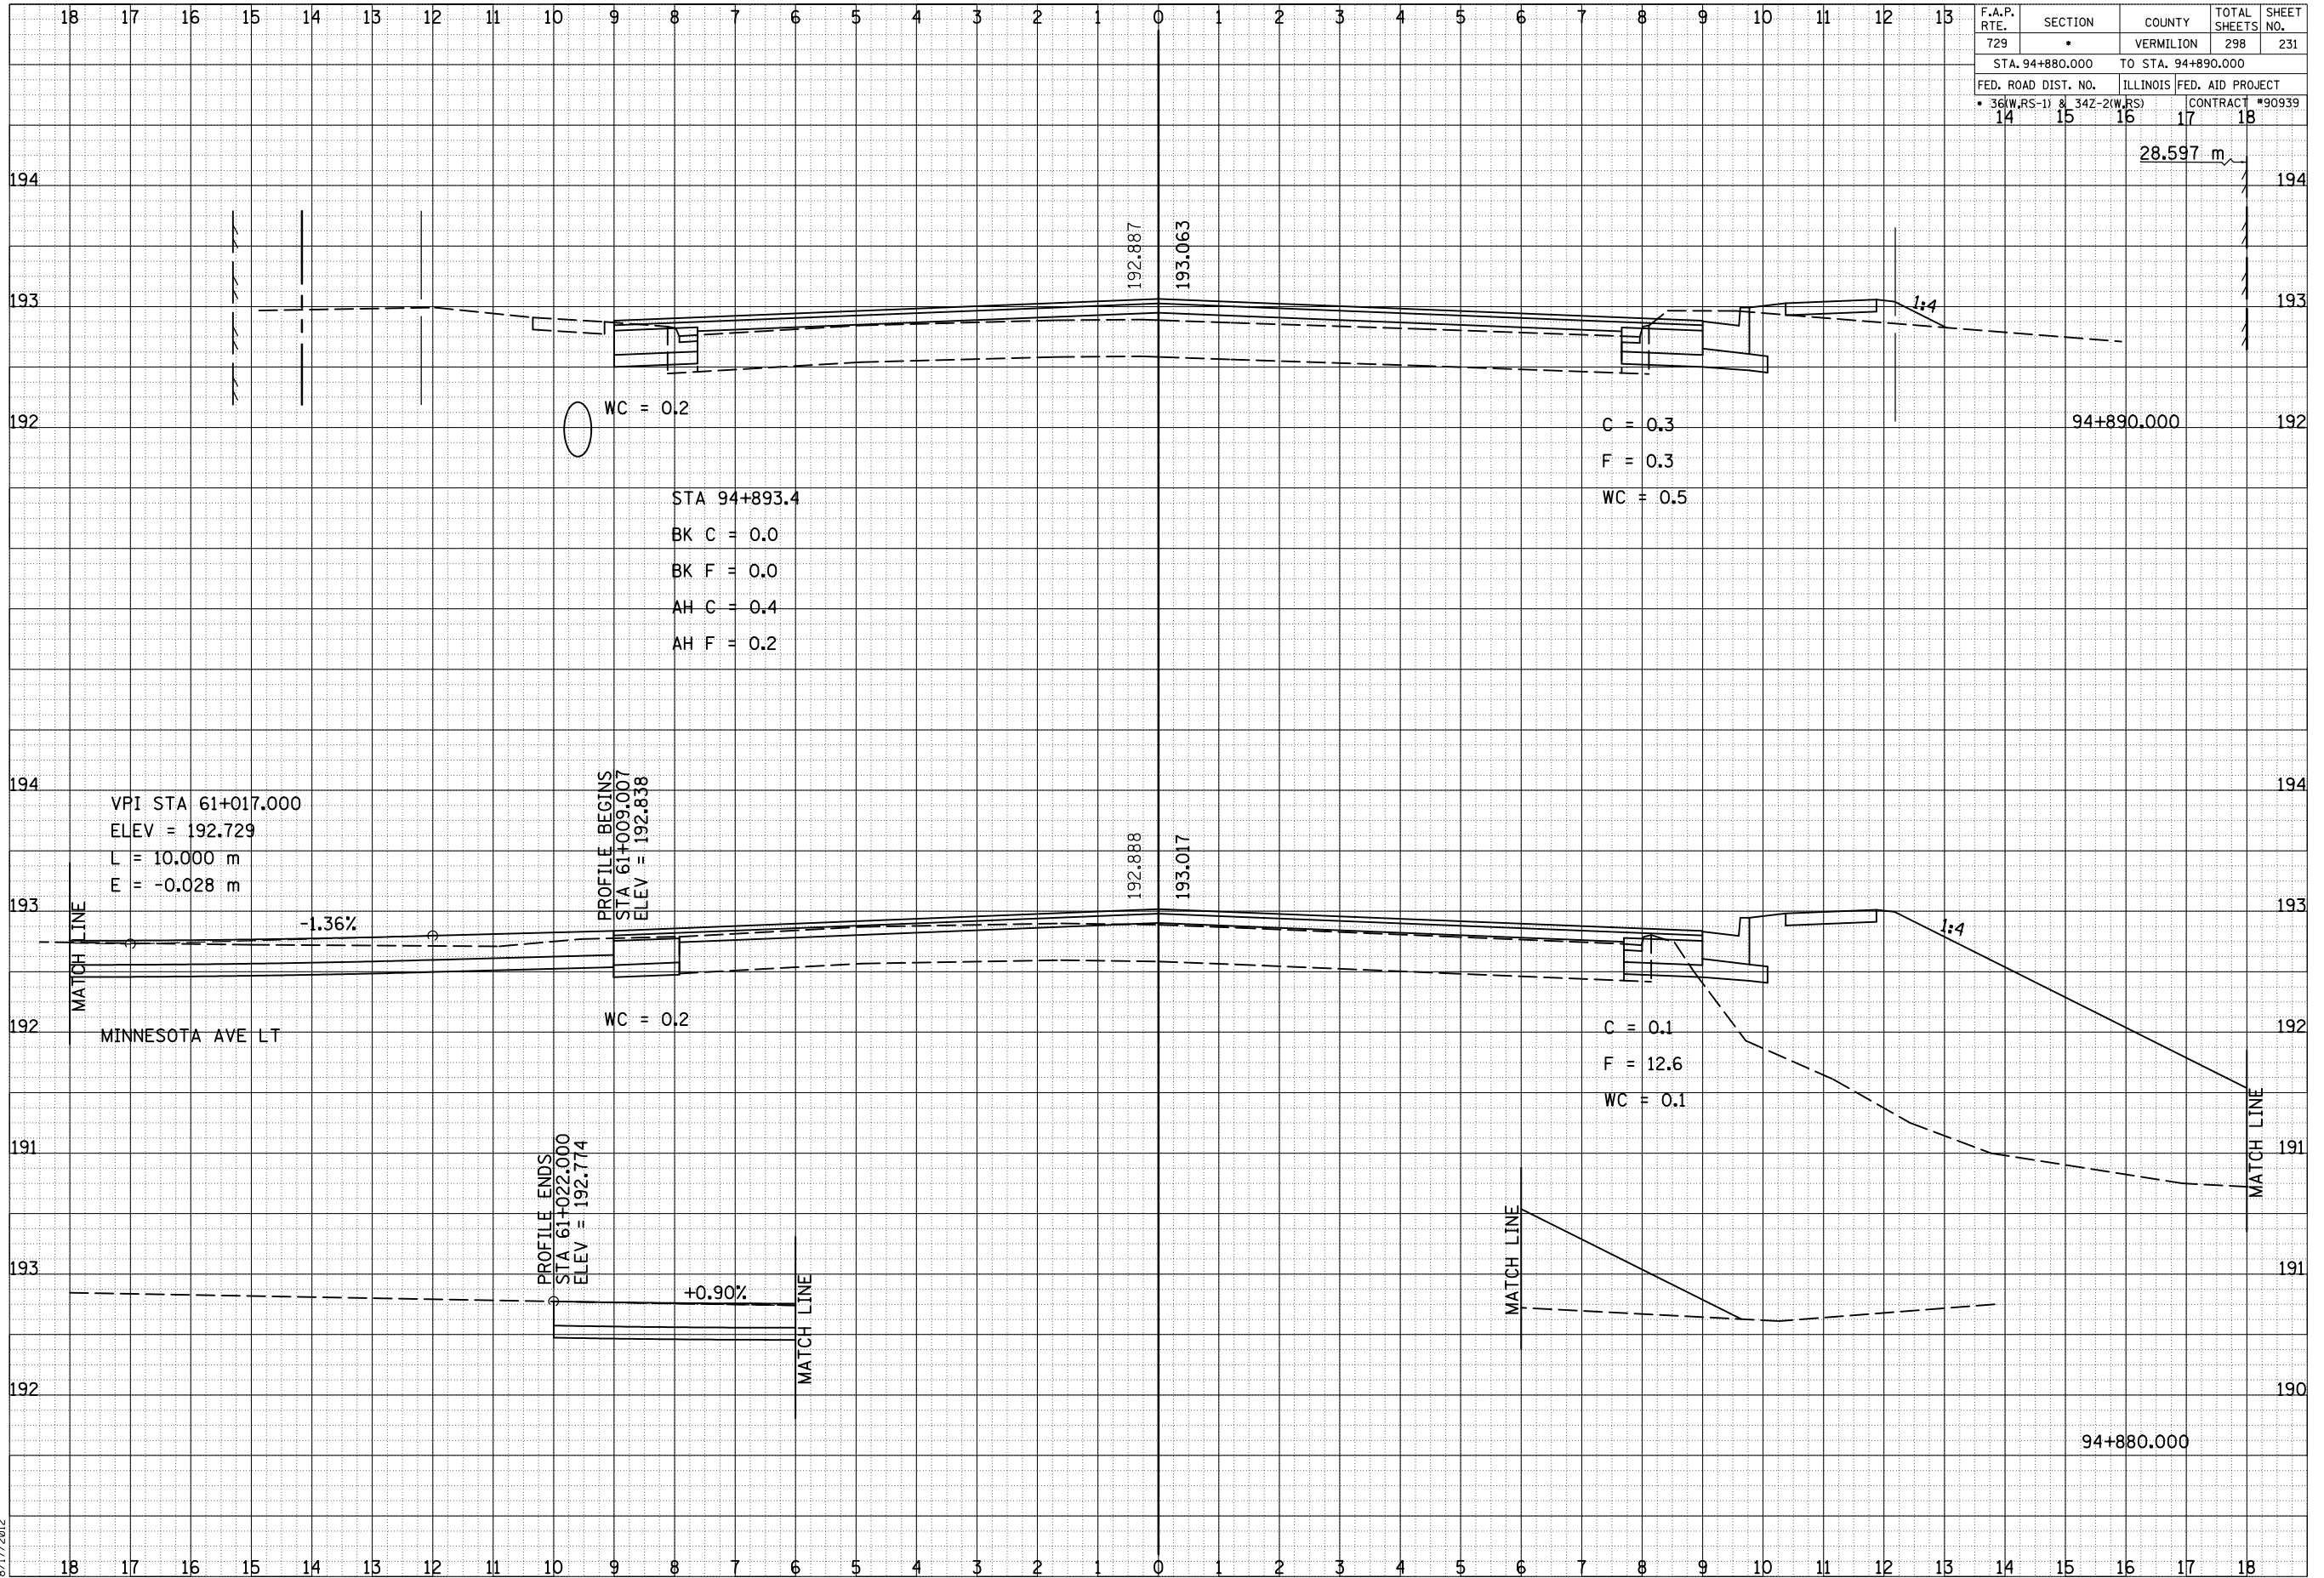 18 17 16 15 14 13 12 11 10 9 8 7 6 5 4 3 2 1 0 1 2 3 4 5 6 7 8 9 10 11 12 13
F.A.P. RTE. SECTION COUNTY TOTAL SHEETS SHEET NO.
729 * VERMILION 298 231
STA. 94+880.000 TO STA. 94+890.000
FED. ROAD DIST. NO. ILLINOIS FED. AID PROJECT
* 36(W,RS-1) & 34Z-2(W,RS) CONTRACT #90939
14 15 16 17 18
28.597 m
194 194
192.887
193.063
193 193
1:4
WC = 0.2
192 192
94+890.000
C = 0.3
F = 0.3
WC = 0.5
STA 94+893.4
BK C = 0.0
BK F = 0.0
AH C = 0.4
AH F = 0.2
194 194
VPI STA 61+017.000
ELEV = 192.729
L = 10.000 m
E = -0.028 m
PROFILE BEGINS
STA 61+009.007
ELEV = 192.838
192.888
193.017
193 193
-1.36%
1:4
MATCH LINE
WC = 0.2
192 192
MINNESOTA AVE LT
C = 0.1
F = 12.6
WC = 0.1
MATCH LINE
191 191
PROFILE ENDS
STA 61+022.000
ELEV = 192.774
MATCH LINE
193 191
+0.90%
MATCH LINE
192 190
94+880.000
18 17 16 15 14 13 12 11 10 9 8 7 6 5 4 3 2 1 0 1 2 3 4 5 6 7 8 9 10 11 12 13 14 15 16 17 18